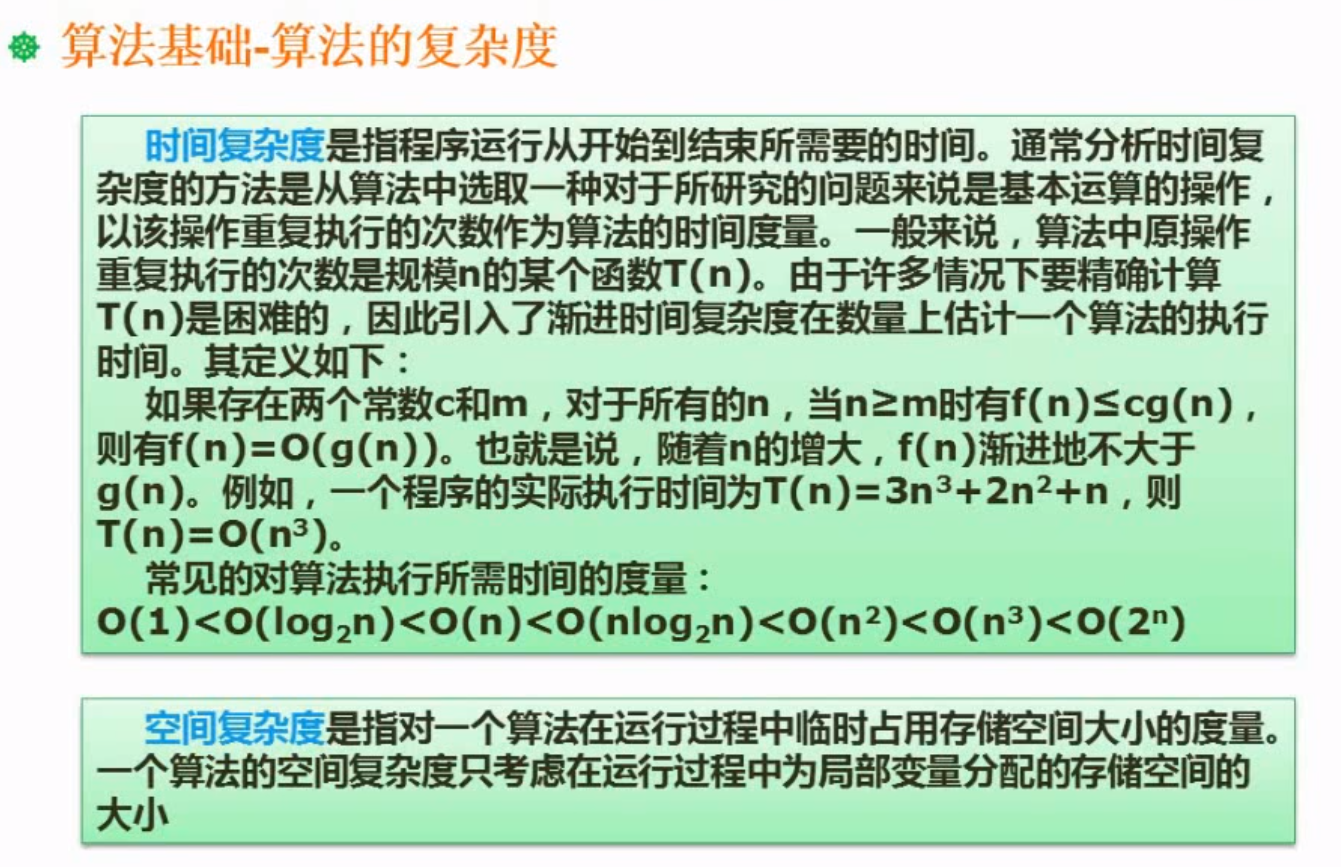 算法基础-算法的复杂度
时间复杂度是指程序运行从开始到结束所需要的时间。通常分析时间复
杂度的方法是从算法中选取一种对于所研究的问题来说是基本运算的操作，
以该操作重复执行的次数作为算法的时间度量。一般来说，算法中原操作
重复执行的次数是规模n的某个函数T(n)。由于许多情况下要精确计算
T(n)是困难的，因此引入了渐进时间复杂度在数量上估计一个算法的执行
时间。其定义如下：
如果存在两个常数c和m，对于所有的n，当n≥m时有f(n)≤cg(n)，
则有f(n)=O(g(n))。也就是说，随着n的增大，f(n)渐进地不大于
g(n)。例如，一个程序的实际执行时间为T(n)=3n³+2n²+n，则
T(n)=O(n³)。
常见的对算法执行所需时间的度量：
O(1)<O(log₂n)<O(n)<O(nlog₂n)<O(n²)<O(n³)<O(2ⁿ)
空间复杂度是指对一个算法在运行过程中临时占用存储空间大小的度量。
一个算法的空间复杂度只考虑在运行过程中为局部变量分配的存储空间的
大小